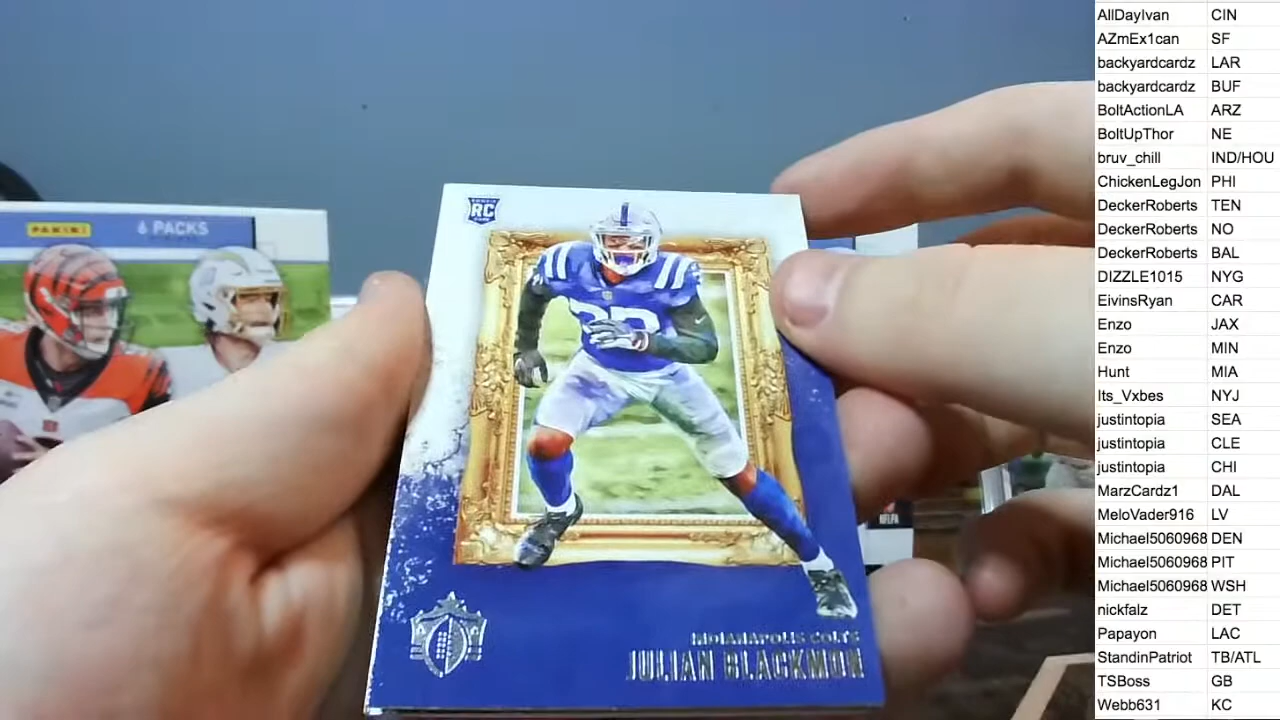 PANINI
6 PACKS
RC
INDIANAPOLIS COLTS
JULIAN BLACKMON
NFLPA
AllDayIvan CIN
AZmEx1can SF
backyardcardz LAR
backyardcardz BUF
BoltActionLA ARZ
BoltUpThor NE
bruv_chill IND/HOU
ChickenLegJon PHI
DeckerRoberts TEN
DeckerRoberts NO
DeckerRoberts BAL
DIZZLE1015 NYG
EivinsRyan CAR
Enzo JAX
Enzo MIN
Hunt MIA
Its_Vxbes NYJ
justintopia SEA
justintopia CLE
justintopia CHI
MarzCardz1 DAL
MeloVader916 LV
Michael5060968 DEN
Michael5060968 PIT
Michael5060968 WSH
nickfalz DET
Papayon LAC
StandinPatriot TB/ATL
TSBoss GB
Webb631 KC